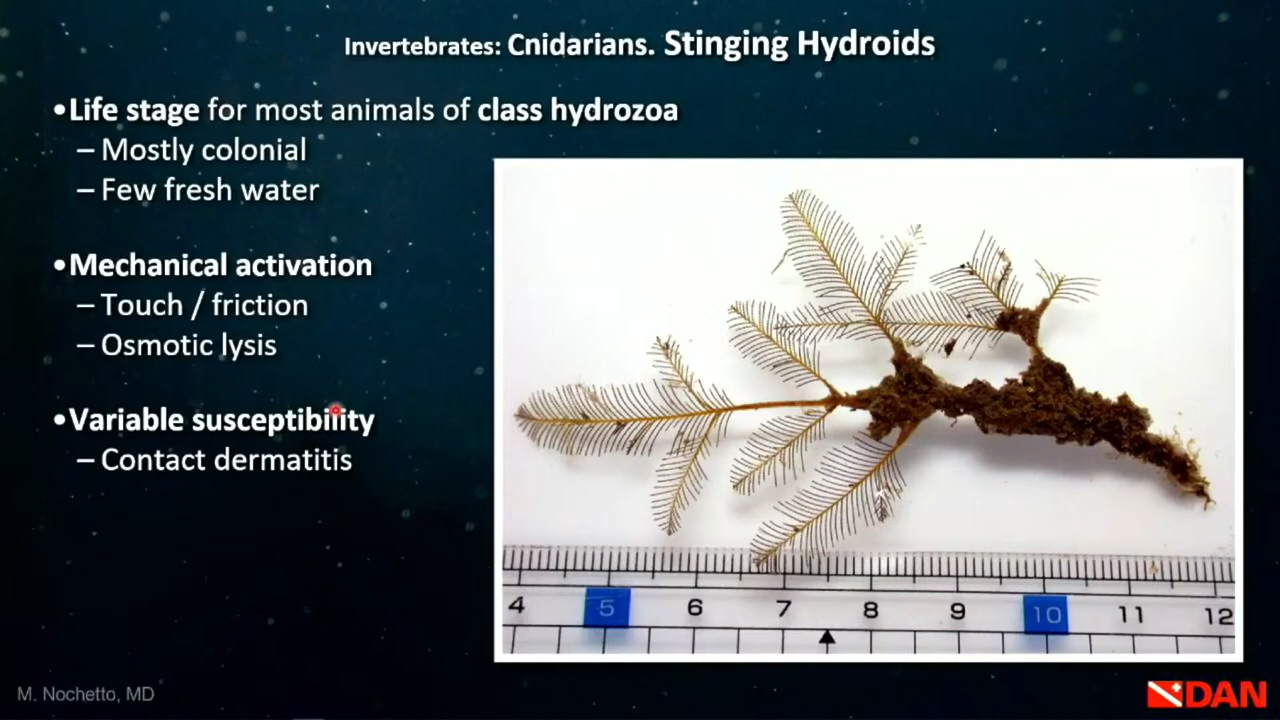 Invertebrates: Cnidarians. Stinging Hydroids
•Life stage for most animals of class hydrozoa
– Mostly colonial
– Few fresh water
•Mechanical activation
– Touch / friction
– Osmotic lysis
•Variable susceptibility
– Contact dermatitis
4 5 6 7 8 9 10 11 12
M. Nochetto, MD
DAN